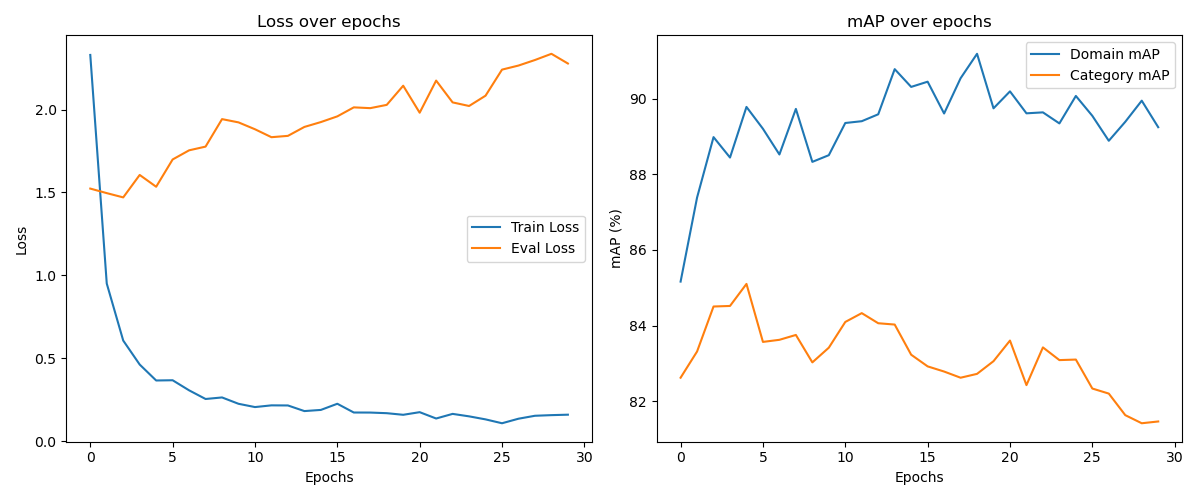 Loss over epochs
2.0
1.5
1.0
0.5
0.0
Loss
Train Loss
Eval Loss
0 5 10 15 20 25 30
Epochs
mAP over epochs
90
88
86
84
82
mAP (%)
Domain mAP
Category mAP
0 5 10 15 20 25 30
Epochs